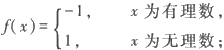 f(x)={-1, x 为有理数,
1, x 为无理数;